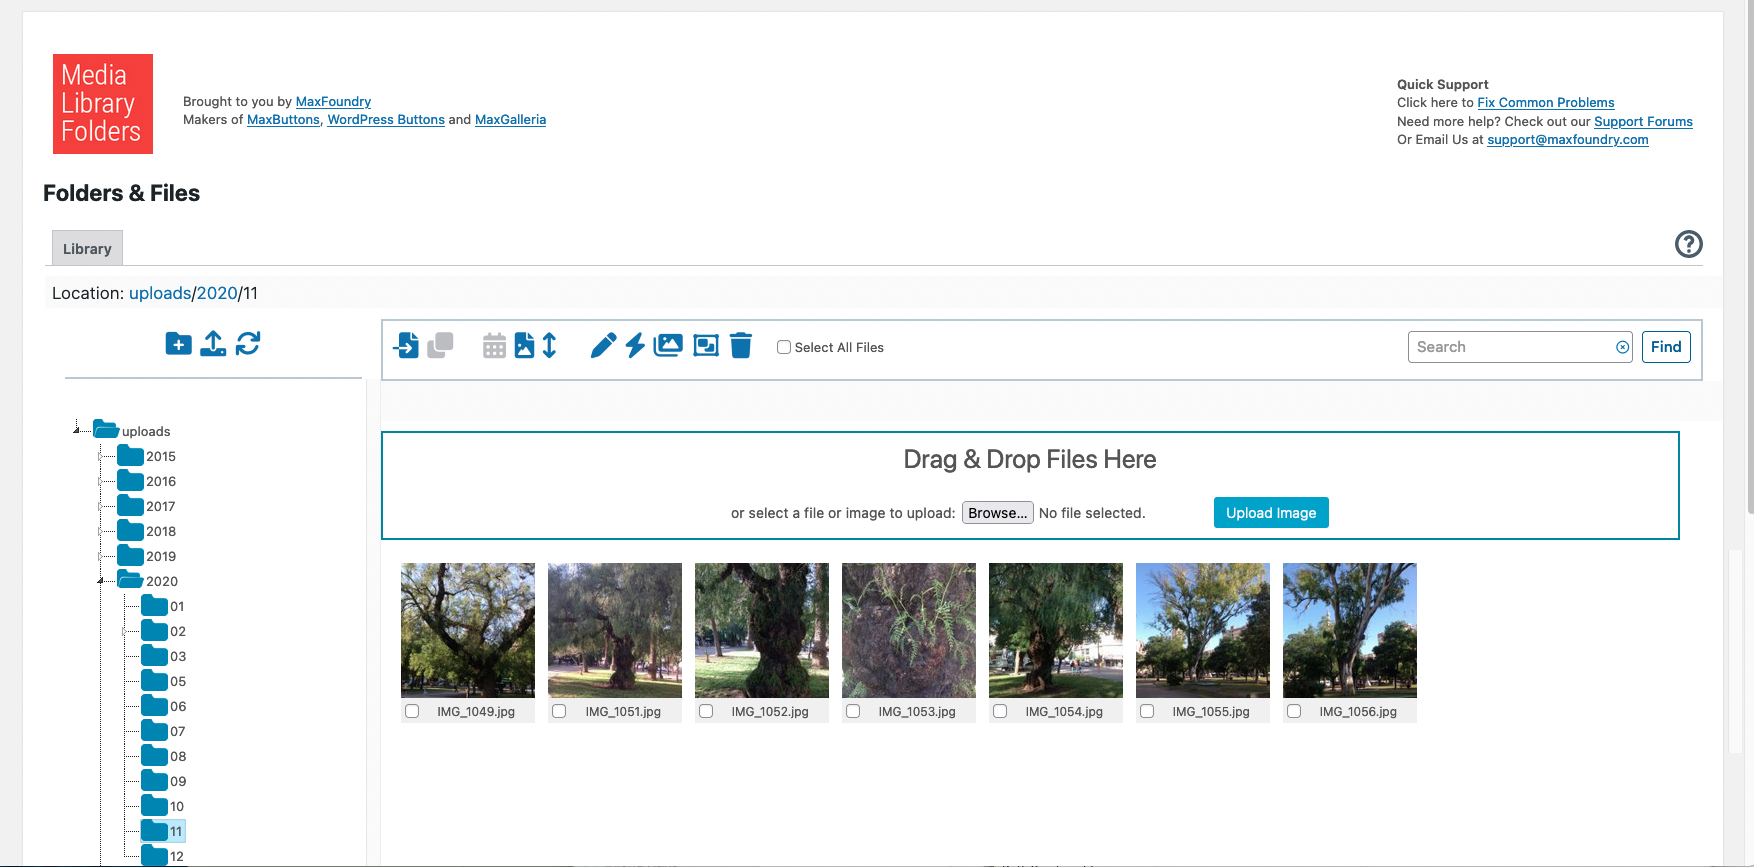 Media
Library
Folders
Brought to you by MaxFoundry
Makers of MaxButtons, WordPress Buttons and MaxGalleria
Quick Support
Click here to Fix Common Problems
Need more help? Check out our Support Forums
Or Email Us at support@maxfoundry.com
Folders & Files
Library
Location: uploads/2020/11
Select All Files
Search
Find
uploads
2015
2016
2017
2018
2019
2020
01
02
03
05
06
07
08
09
10
11
12
Drag & Drop Files Here
or select a file or image to upload: Browse... No file selected.
Upload Image
IMG_1049.jpg
IMG_1051.jpg
IMG_1052.jpg
IMG_1053.jpg
IMG_1054.jpg
IMG_1055.jpg
IMG_1056.jpg